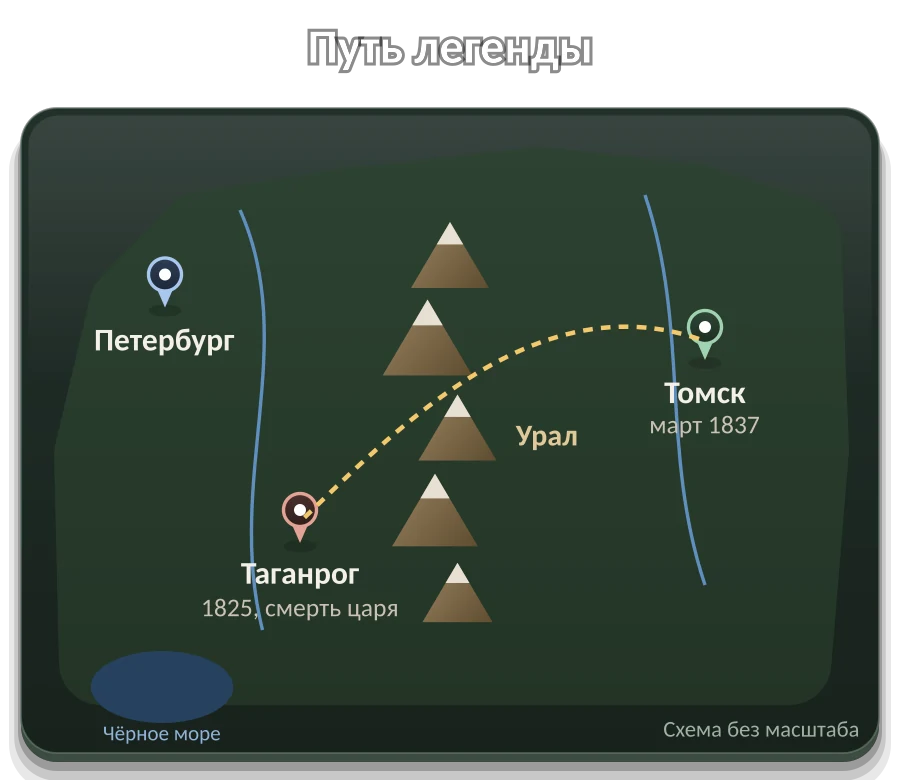 Путь легенды
Петербург
Томск
март 1837
Урал
Таганрог
1825, смерть царя
Чёрное море
Схема без масштаба